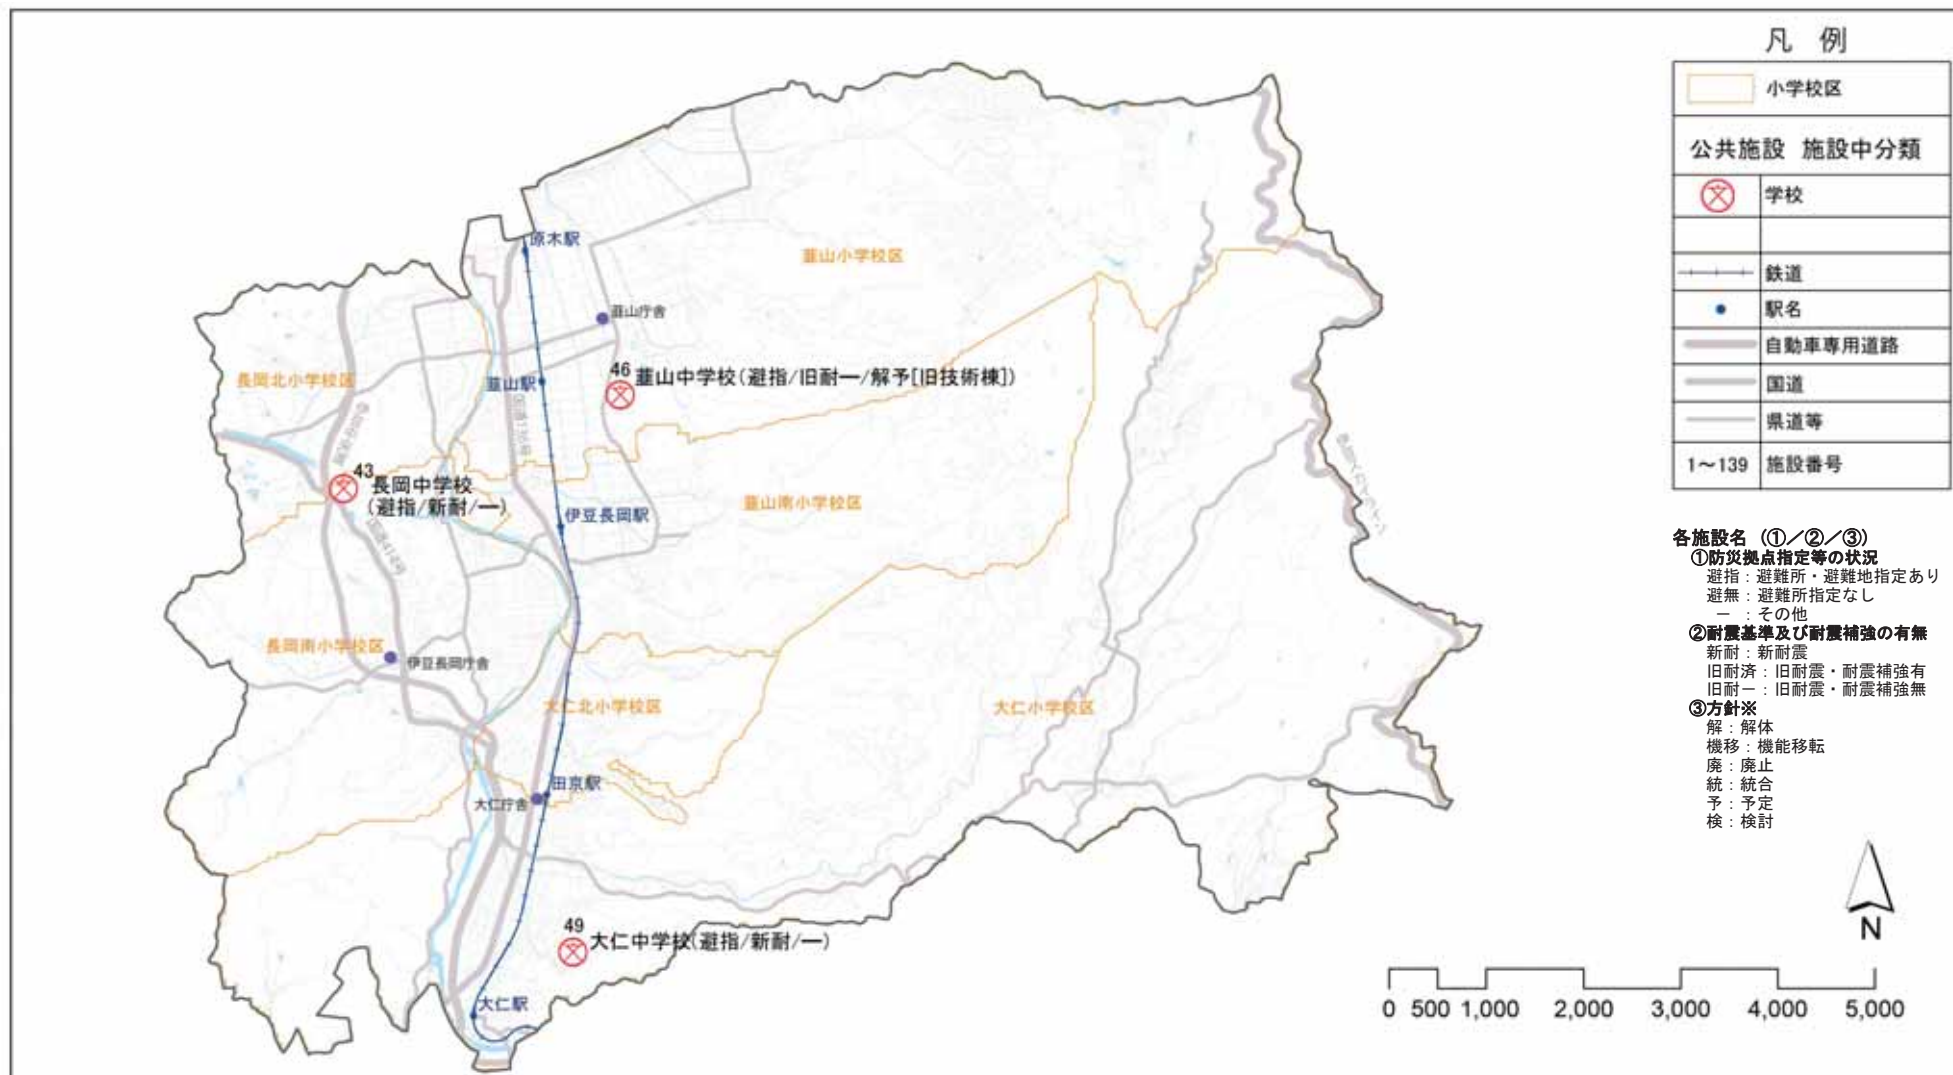 原木駅
韮山小学校区
韮山庁舎
長岡北小学校区
韮山駅
46
韮山中学校(避指/旧耐―/解予[旧技術棟])
国道136号
43
長岡中学校
(避指/新耐/―)
韮山南小学校区
伊豆長岡駅
国道414号
長岡南小学校区
伊豆長岡庁舎
大仁北小学校区
大仁小学校区
田京駅
大仁庁舎
49
大仁中学校(避指/新耐/―)
大仁駅
凡 例
小学校区
公共施設 施設中分類
学校
鉄道
駅名
自動車専用道路
国道
県道等
1~139 施設番号
各施設名 (①/②/③)
①防災拠点指定等の状況
避指:避難所・避難地指定あり
避無:避難所指定なし
― :その他
②耐震基準及び耐震補強の有無
新耐:新耐震
旧耐済:旧耐震・耐震補強有
旧耐ー:旧耐震・耐震補強無
③方針※
解:解体
機移:機能移転
廃:廃止
統:統合
予:予定
検:検討
N
0 500 1,000 2,000 3,000 4,000 5,000